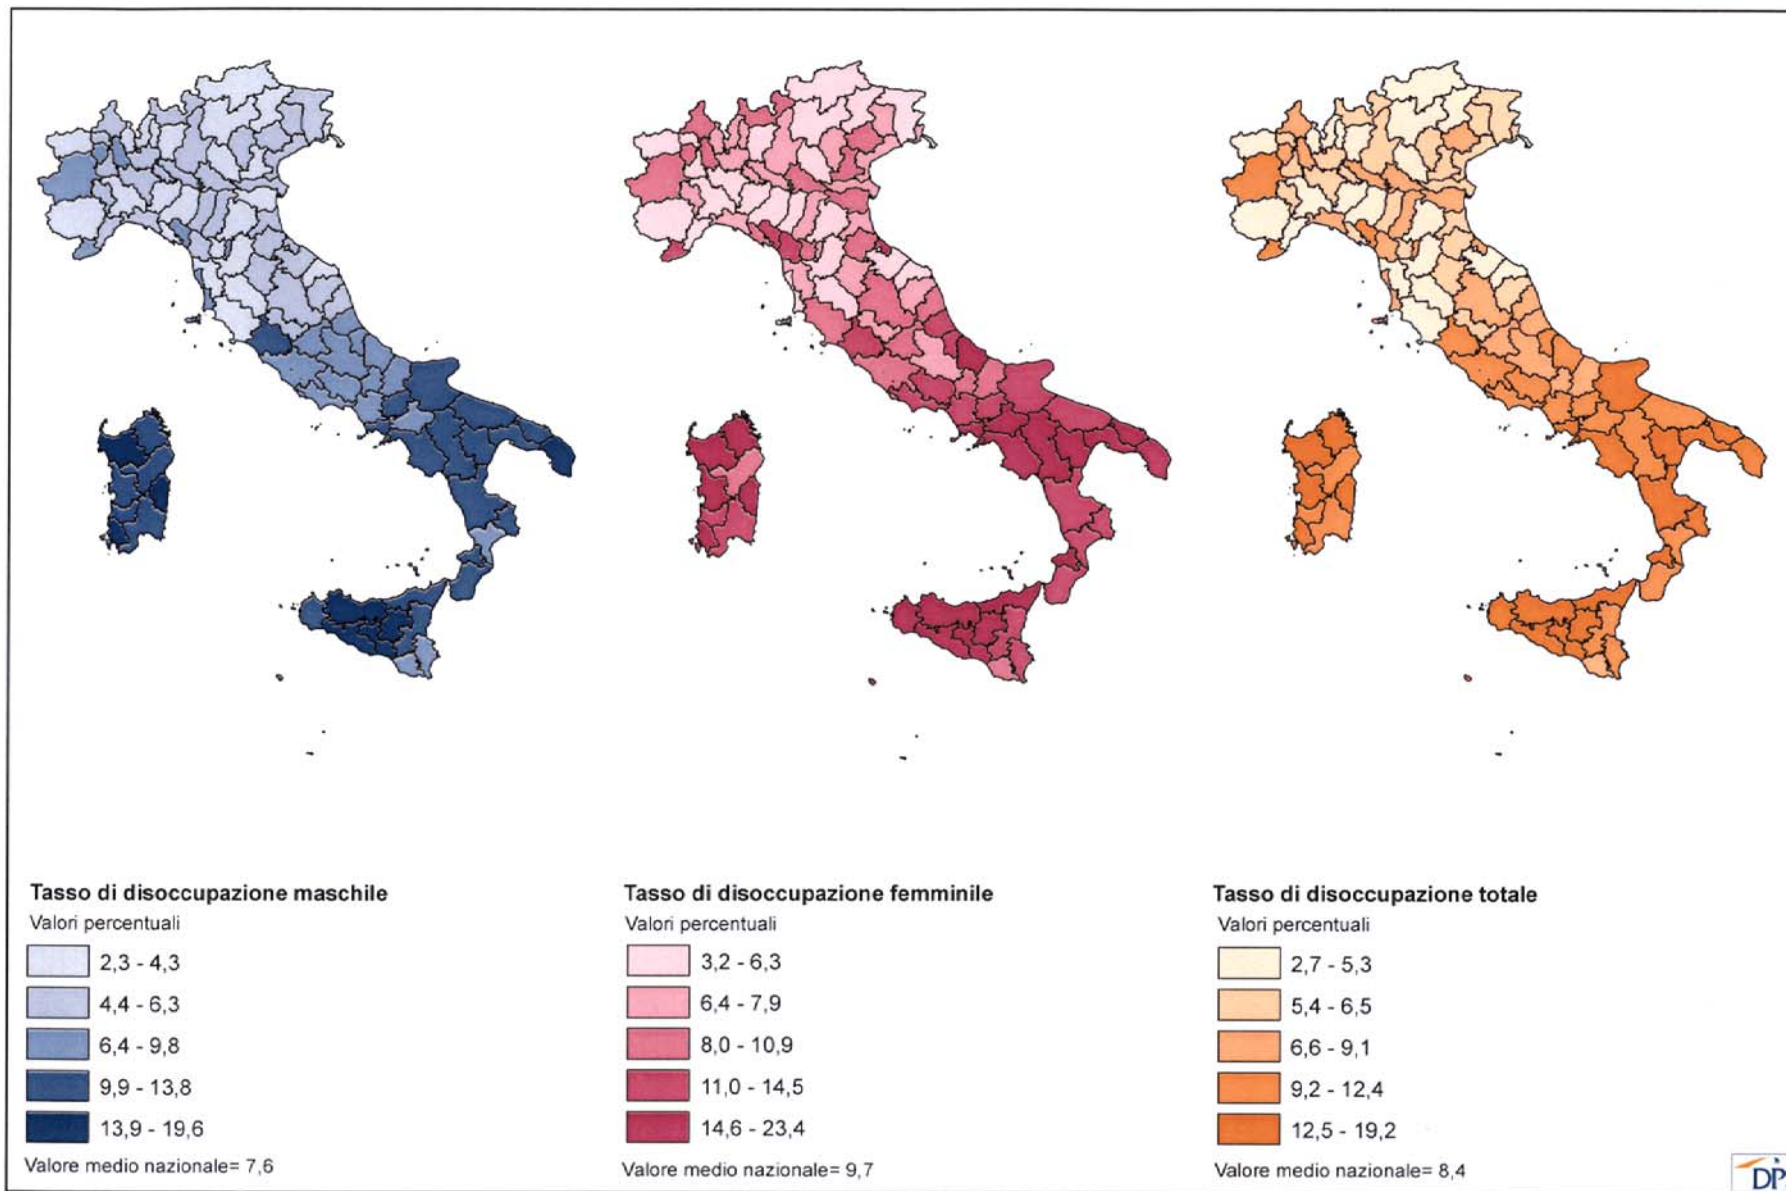 Tasso di disoccupazione maschile
Valori percentuali
2,3 - 4,3
4,4 - 6,3
6,4 - 9,8
9,9 - 13,8
13,9 - 19,6
Valore medio nazionale= 7,6
Tasso di disoccupazione femminile
Valori percentuali
3,2 - 6,3
6,4 - 7,9
8,0 - 10,9
11,0 - 14,5
14,6 - 23,4
Valore medio nazionale= 9,7
Tasso di disoccupazione totale
Valori percentuali
2,7 - 5,3
5,4 - 6,5
6,6 - 9,1
9,2 - 12,4
12,5 - 19,2
Valore medio nazionale= 8,4